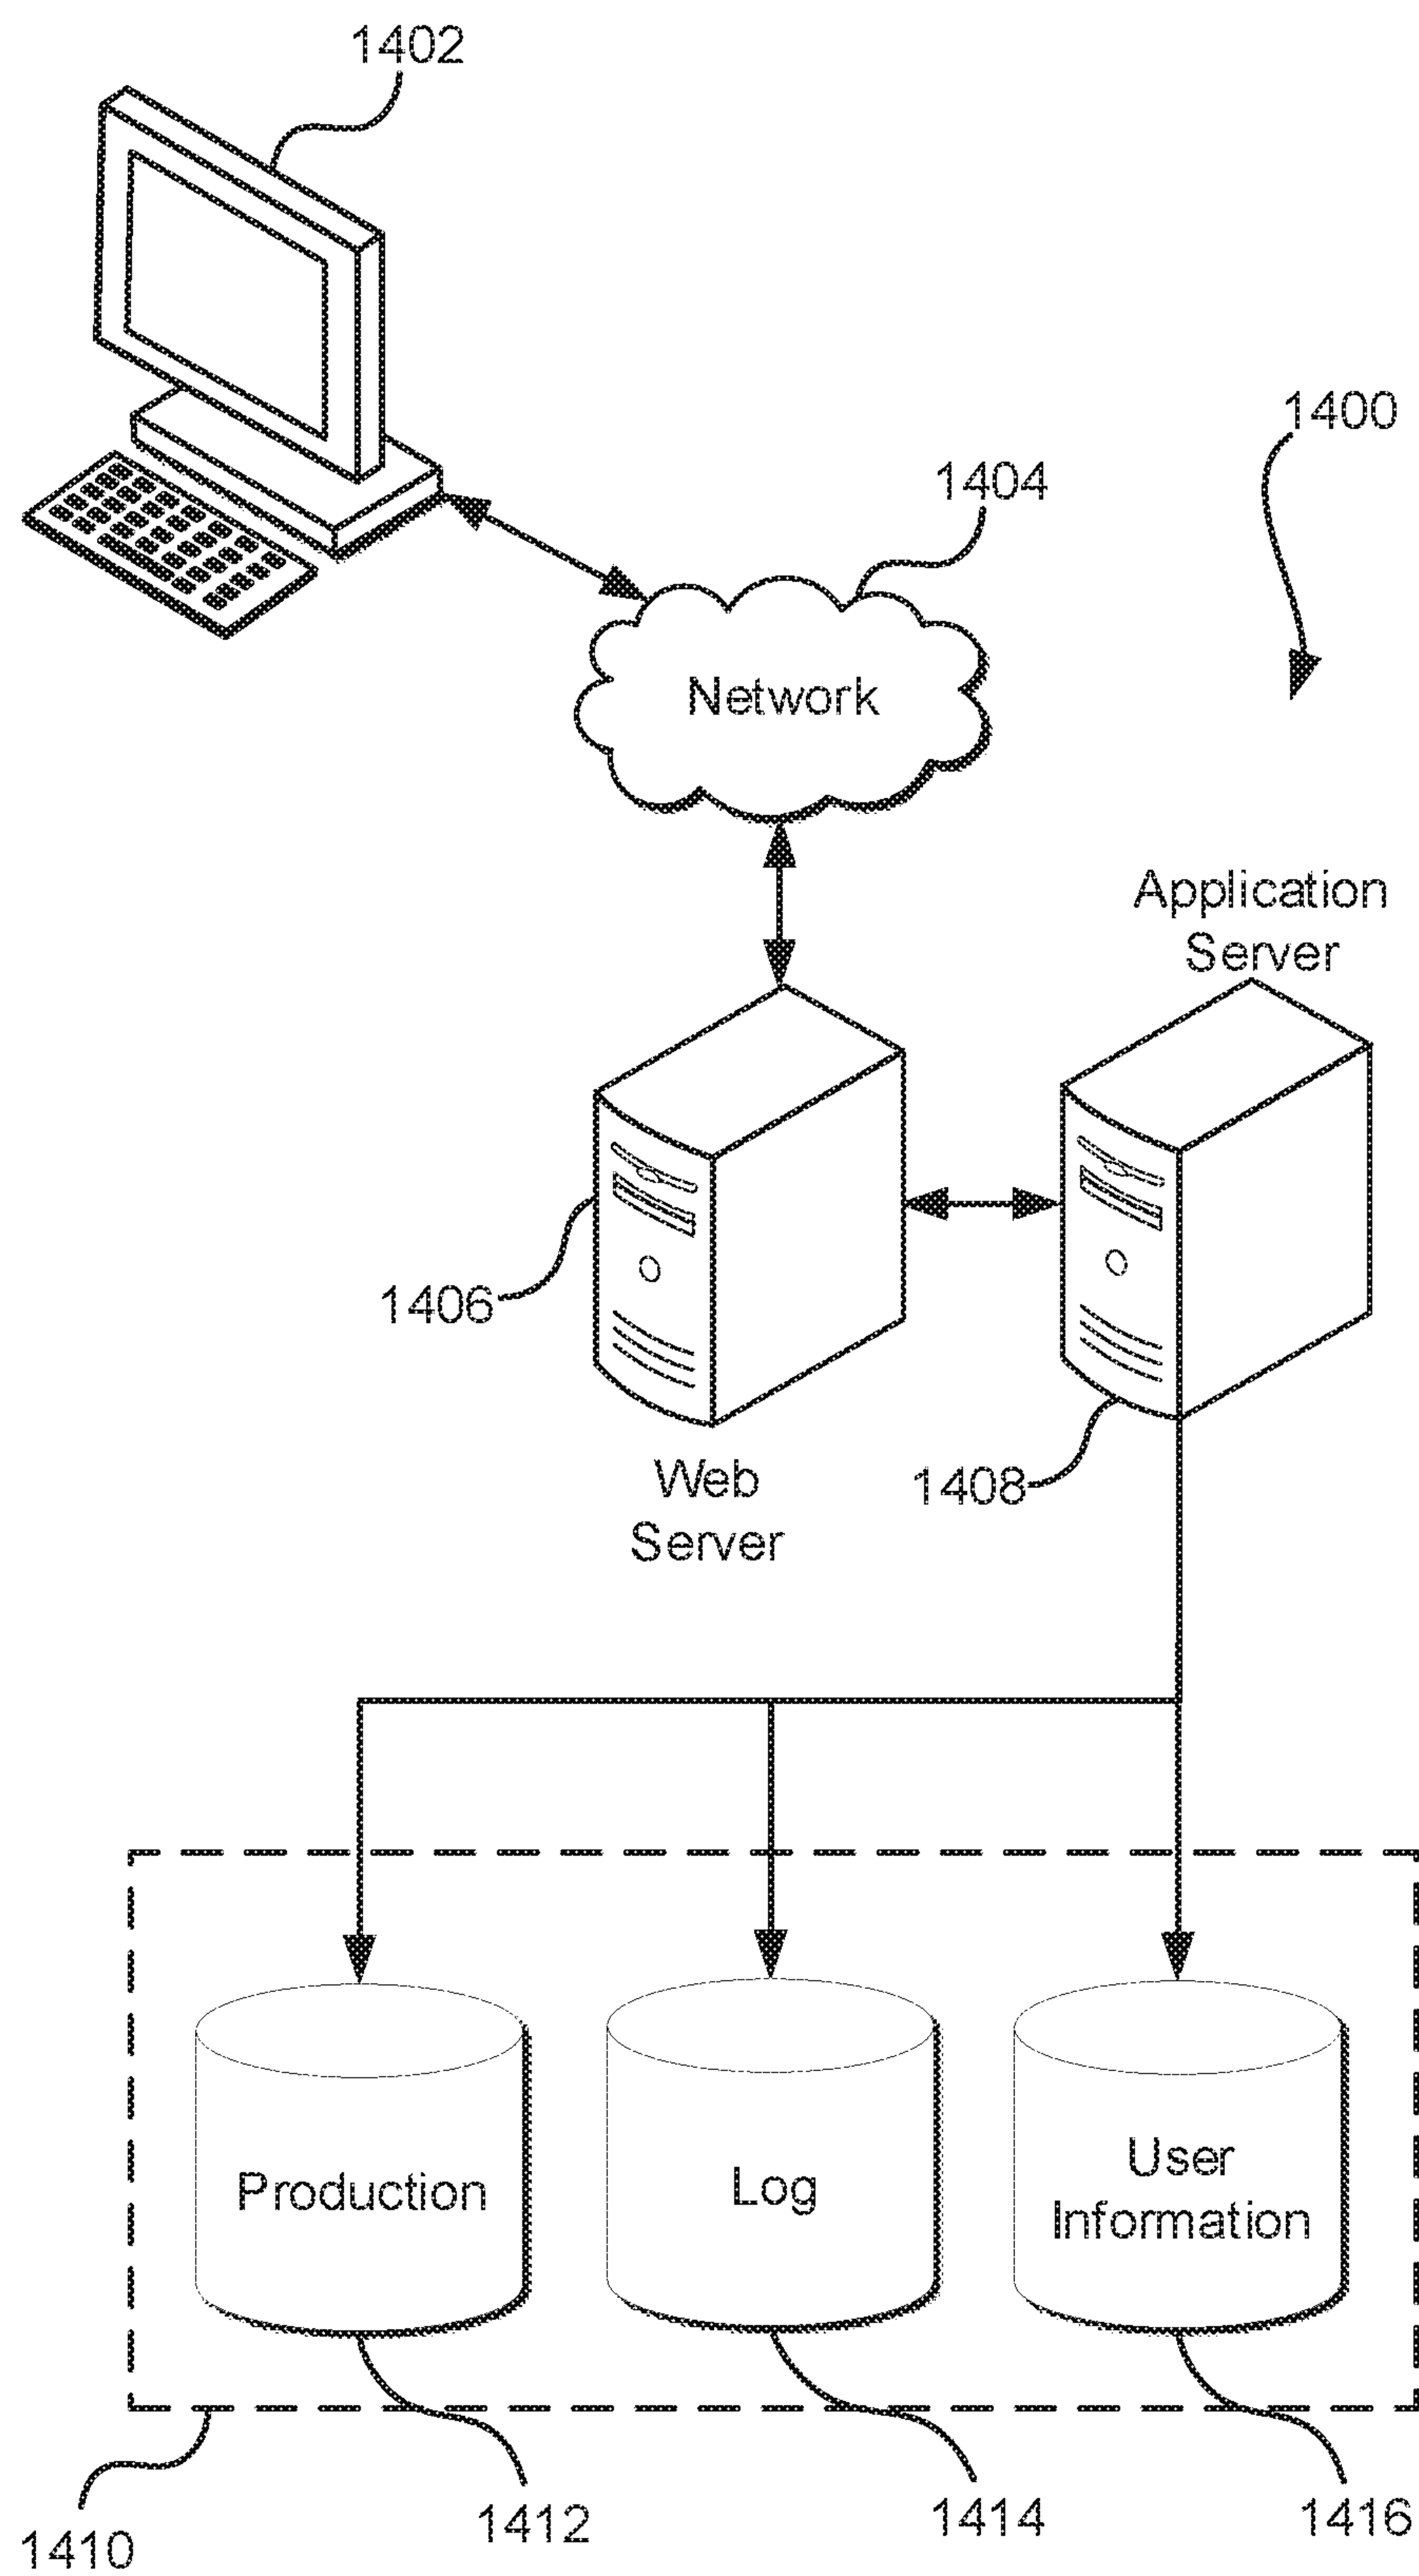 1402
1400
1404
Network
Application
Server
1406
1408
Web
Server
Production
Log
User
Information
1410
1412
1414
1416